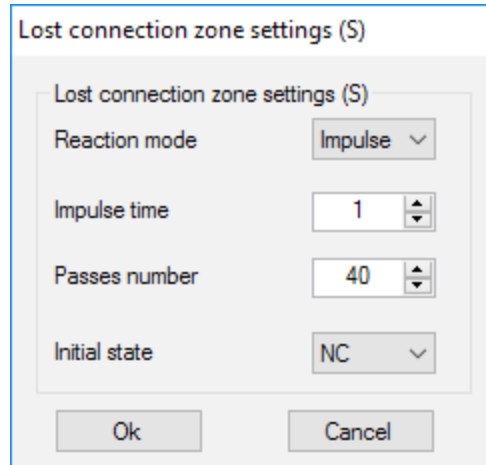 Lost connection zone settings (S)
Lost connection zone settings (S)
Reaction mode Impulse
Impulse time 1
Passes number 40
Initial state NC
Ok Cancel